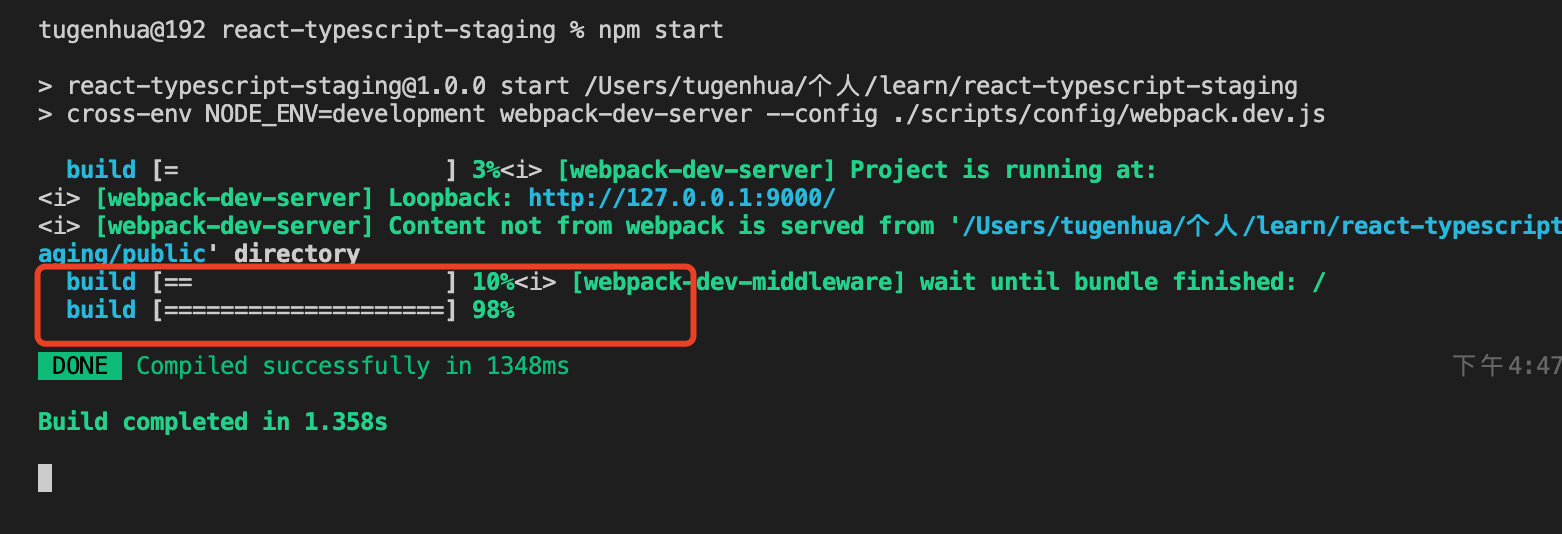 tugenhua@192 react-typescript-staging % npm start
> react-typescript-staging@1.0.0 start /Users/tugenhua/个人/learn/react-typescript-staging
> cross-env NODE_ENV=development webpack-dev-server --config ./scripts/config/webpack.dev.js
build [=                   ] 3%<i> [webpack-dev-server] Project is running at:
<i> [webpack-dev-server] Loopback: http://127.0.0.1:9000/
<i> [webpack-dev-server] Content not from webpack is served from '/Users/tugenhua/个人/learn/react-typescript
aging/public' directory
build [==                  ] 10%<i> [webpack-dev-middleware] wait until bundle finished: /
build [====================] 98%
DONE Compiled successfully in 1348ms 下午4:47
Build completed in 1.358s